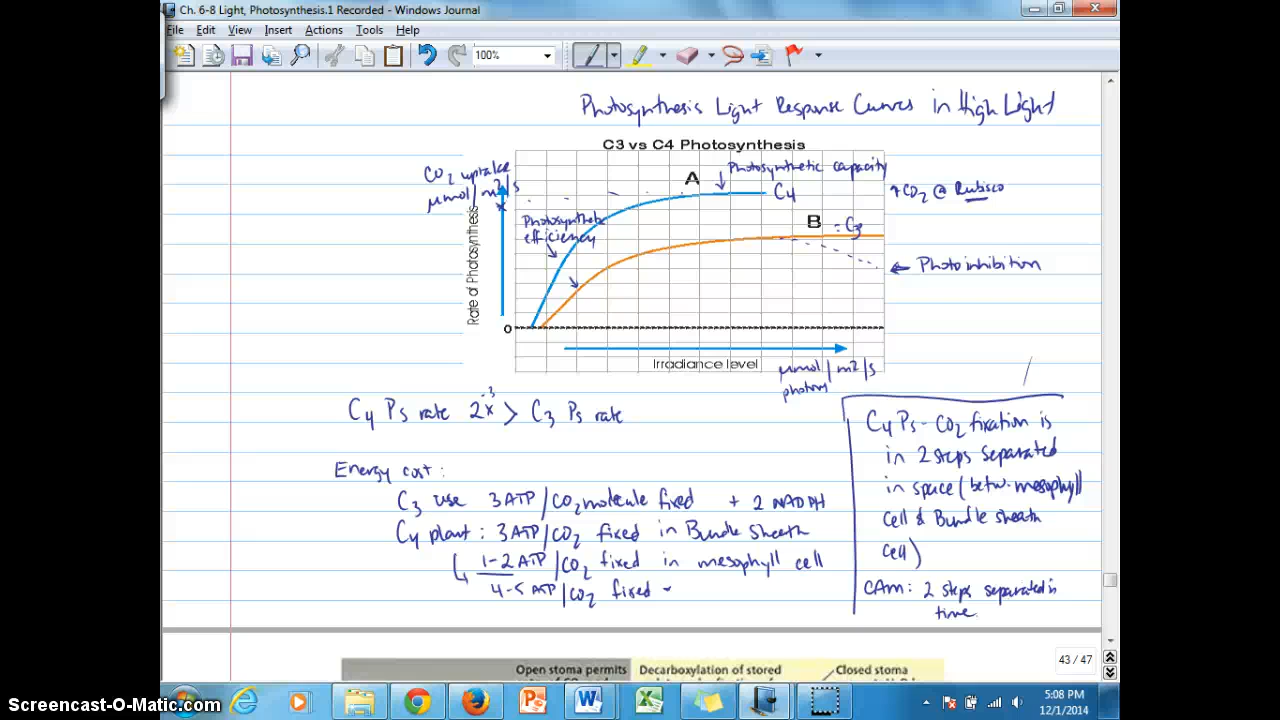 Ch. 6-8 Light, Photosynthesis.1 Recorded - Windows Journal
File Edit View Insert Actions Tools Help
100%
Photosynthesis Light Response Curves in High Light
C3 vs C4 Photosynthesis
CO2 uptake
μmol/m2/s
Rate of Photosynthesis
A
Photosynthetic capacity
C4
↑CO2 @ Rubisco
Photosynthetic
efficiency
B = C3
← Photoinhibition
0
Irradiance level
μmol/m2/s
photons
C4 Ps rate 2-3x > C3 Ps rate
Energy cost:
C3 use 3ATP/CO2 molecule fixed + 2 NADPH
C4 plant: 3ATP/CO2 fixed in Bundle Sheath
1-2 ATP/CO2 fixed in mesophyll cell
4-5 ATP/CO2 fixed
C4 Ps - CO2 fixation is
in 2 steps separated
in space (betw. mesophyll
cell & Bundle sheath
cell)
CAM: 2 steps separated in
time.
43 / 47
Open stoma permits
Decarboxylation of stored
Closed stoma
5:08 PM
12/1/2014
Screencast-O-Matic.com